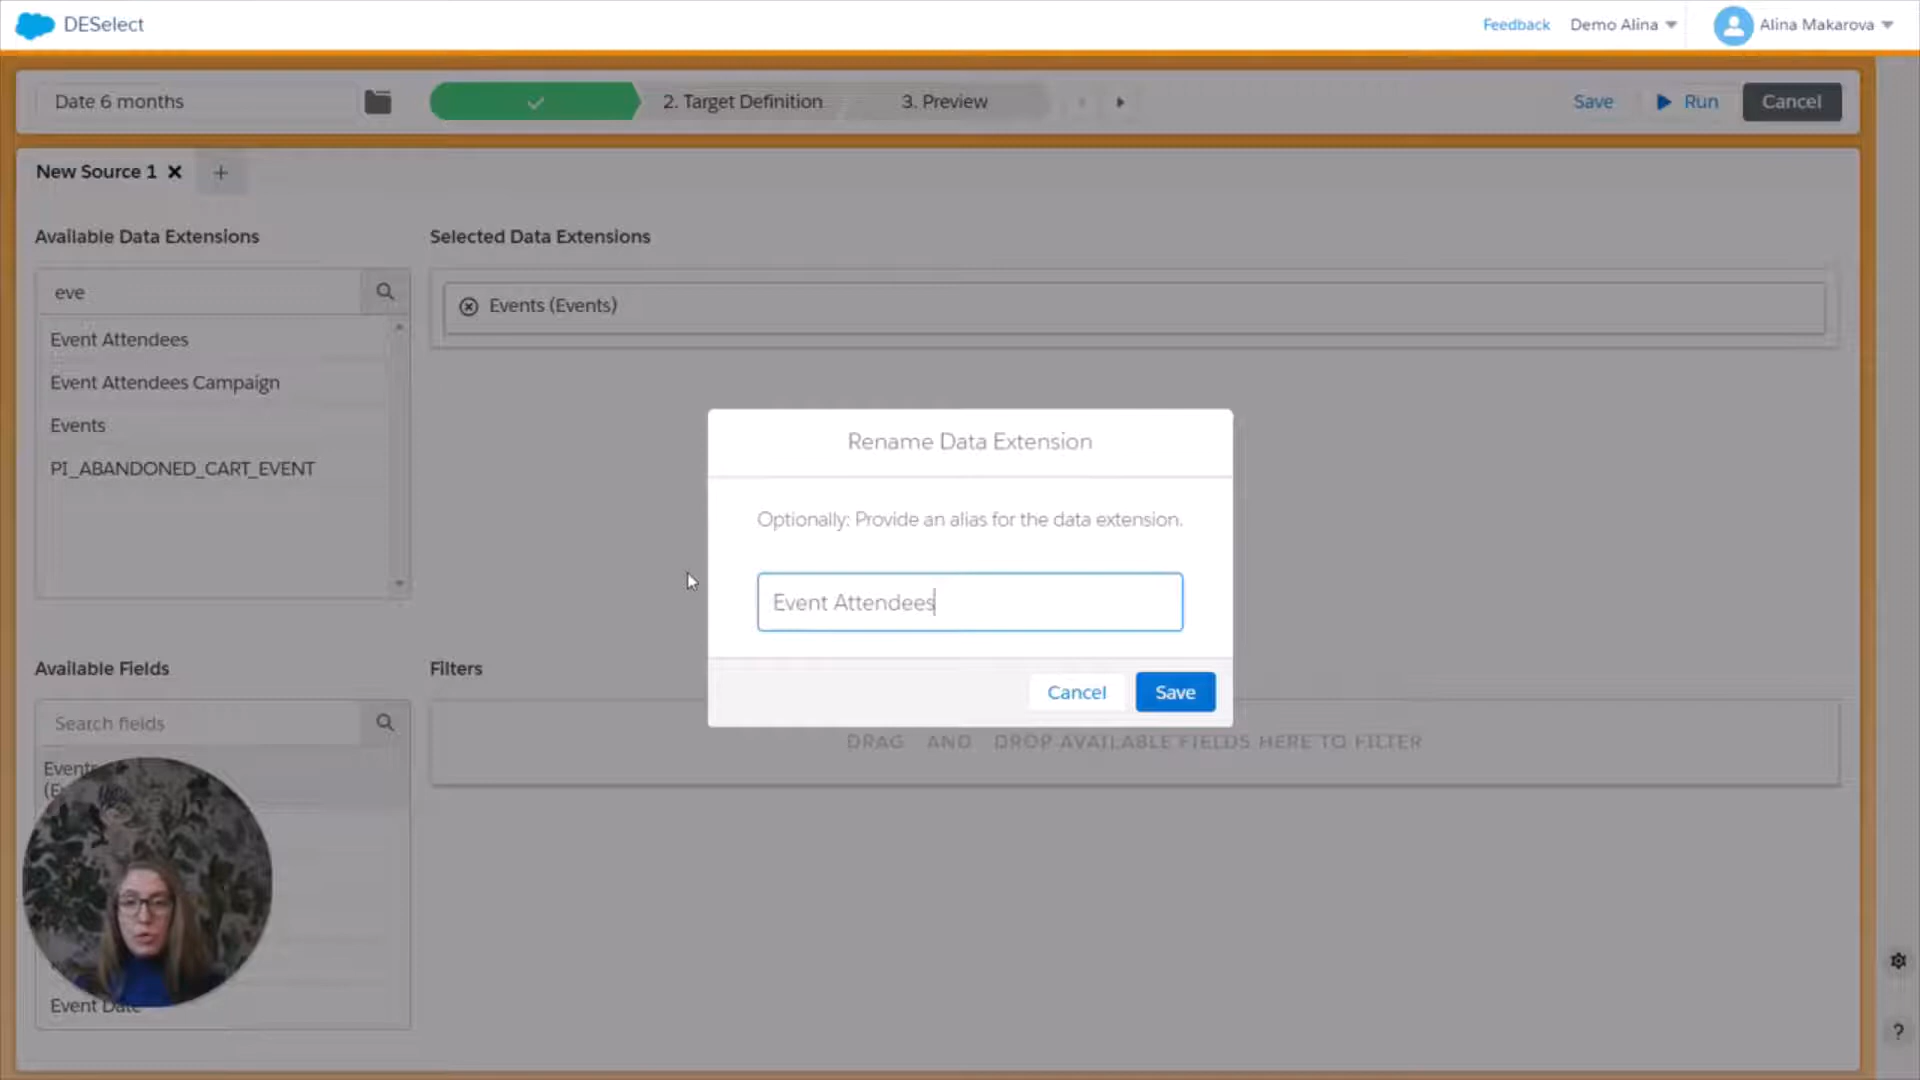 DESelect
Feedback
Demo Alina
Alina Makarova
Date 6 months
2. Target Definition
3. Preview
Save
Run
Cancel
New Source 1
Available Data Extensions
Selected Data Extensions
eve
Events (Events)
Event Attendees
Event Attendees Campaign
Events
PI_ABANDONED_CART_EVENT
Rename Data Extension
Optionally: Provide an alias for the data extension.
Event Attendees
Cancel
Save
Available Fields
Filters
Search fields
DRAG AND DROP AVAILABLE FIELDS HERE TO FILTER
Events
Event Date
?